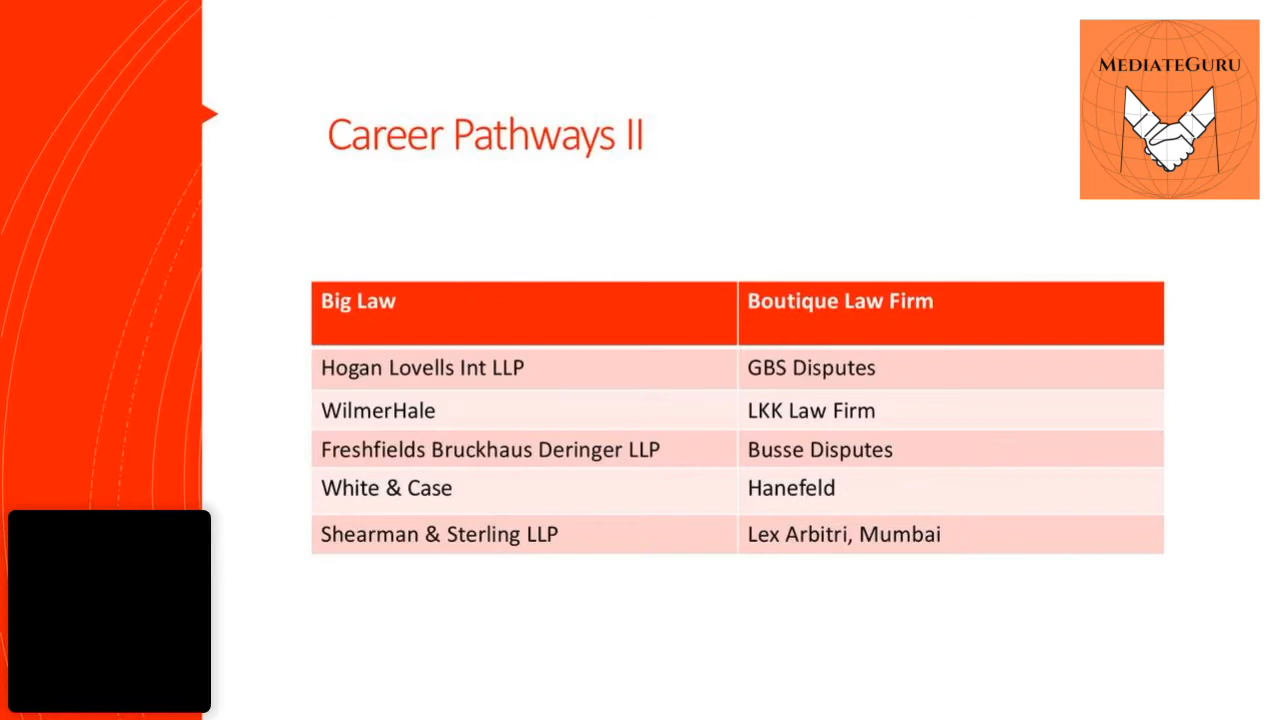 MEDIATEGURU
Career Pathways II
Big Law Boutique Law Firm
Hogan Lovells Int LLP GBS Disputes
WilmerHale LKK Law Firm
Freshfields Bruckhaus Deringer LLP Busse Disputes
White & Case Hanefeld
Shearman & Sterling LLP Lex Arbitri, Mumbai